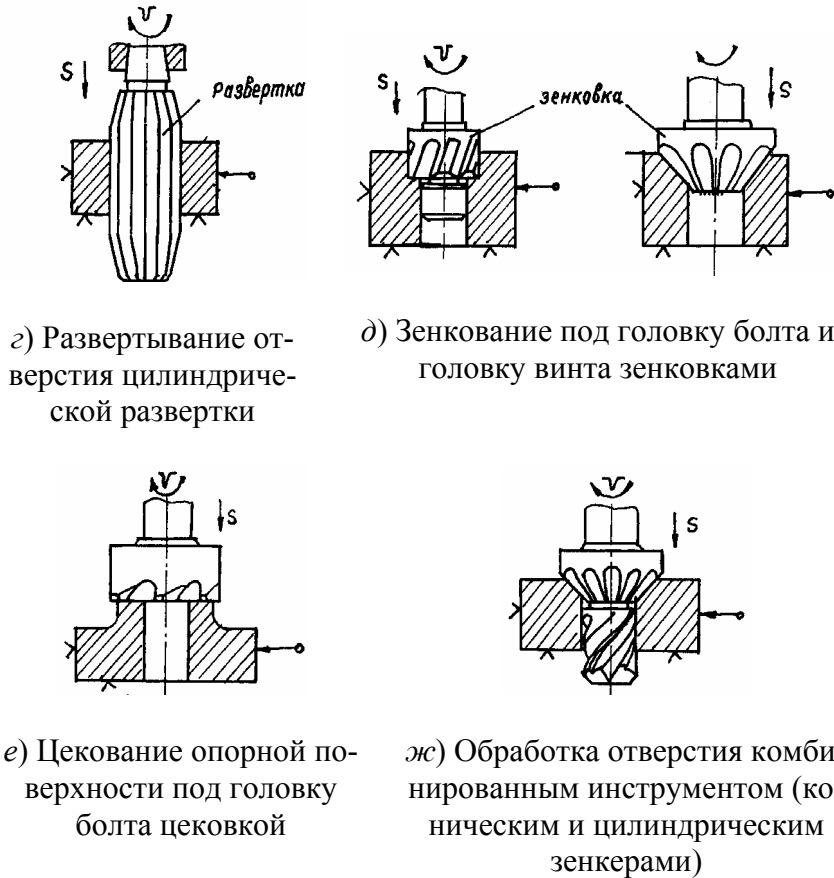 v
v
v
S
Развертка
S
зенковка
S
г) Развертывание от-
верстия цилиндриче-
ской развертки
д) Зенкование под головку болта и
головку винта зенковками
v
S
v
S
е) Цекование опорной по-
верхности под головку
болта цековкой
ж) Обработка отверстия комби
нированным инструментом (ко
ническим и цилиндрическим
зенкерами)